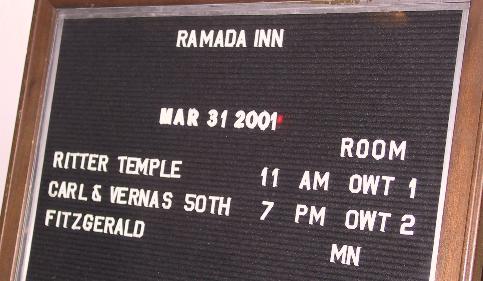 RAMADA INN
MAR 31 2001
ROOM
RITTER TEMPLE 11 AM OWT 1
CARL & VERNAS 50TH 7 PM OWT 2
FITZGERALD MN